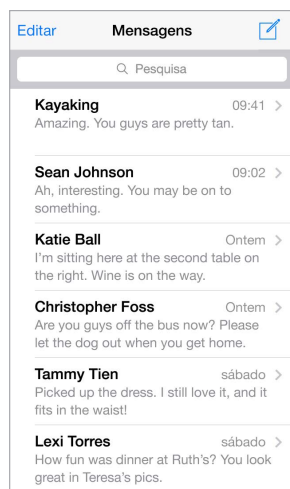 Editar Mensagens
Pesquisa
Kayaking 09:41
Amazing. You guys are pretty tan.
Sean Johnson 09:02
Ah, interesting. You may be on to
something.
Katie Ball Ontem
I'm sitting here at the second table on
the right. Wine is on the way.
Christopher Foss Ontem
Are you guys off the bus now? Please
let the dog out when you get home.
Tammy Tien sábado
Picked up the dress. I still love it, and it
fits in the waist!
Lexi Torres sábado
How fun was dinner at Ruth's? You look
great in Teresa's pics.